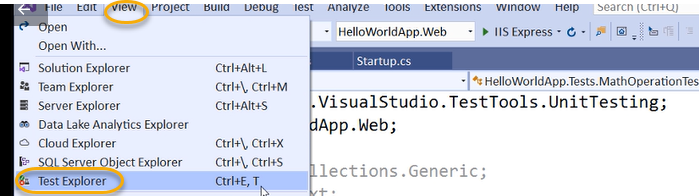 File Edit View Project Build Debug Test Analyze Tools Extensions Window Help Search (Ctrl+Q)
Open
HelloWorldApp.Web IIS Express
Open With...
Startup.cs
Solution Explorer Ctrl+Alt+L
Team Explorer Ctrl+\, Ctrl+M
HelloWorldApp.Tests.MathOperationTes
Server Explorer Ctrl+Alt+S
.VisualStudio.TestTools.UnitTesting;
Data Lake Analytics Explorer
dApp.Web;
Cloud Explorer Ctrl+\, Ctrl+X
SQL Server Object Explorer Ctrl+\, Ctrl+S
llections.Generic;
Test Explorer Ctrl+E, T